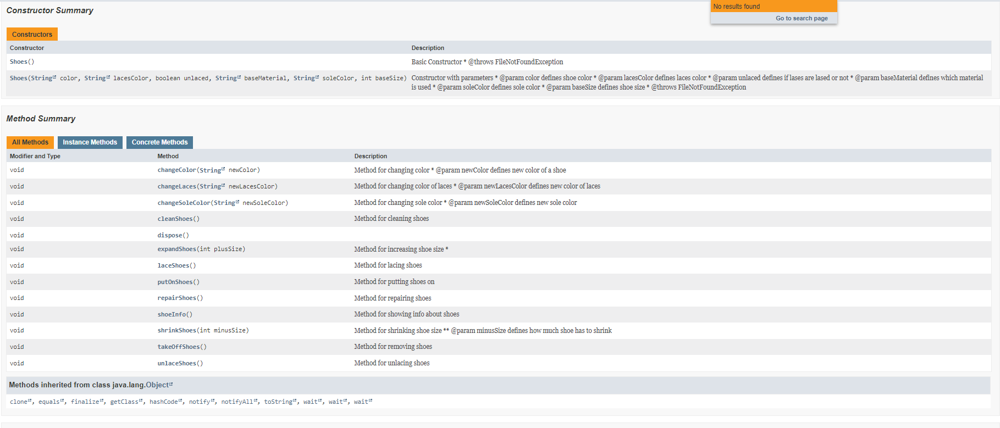 No results found
Go to search page
Constructor Summary
Constructors
Constructor Description
Shoes() Basic Constructor * @throws FileNotFoundException
Shoes(String color, String lacesColor, boolean unlaced, String baseMaterial, String soleColor, int baseSize) Constructor with parameters * @param color defines shoe color * @param lacesColor defines laces color * @param unlaced defines if lases are lased or not * @param baseMaterial defines which material
is used * @param soleColor defines sole color * @param baseSize defines shoe size * @throws FileNotFoundException
Method Summary
All Methods Instance Methods Concrete Methods
Modifier and Type Method Description
void changeColor(String newColor) Method for changing color * @param newColor defines new color of a shoe
void changeLaces(String newLacesColor) Method for changing color of laces * @param newLacesColor defines new color of laces
void changeSoleColor(String newSoleColor) Method for changing sole color * @param newSoleColor defines new sole color
void cleanShoes() Method for cleaning shoes
void dispose()
void expandShoes(int plusSize) Method for increasing shoe size *
void laceShoes() Method for lacing shoes
void putOnShoes() Method for putting shoes on
void repairShoes() Method for repairing shoes
void shoeInfo() Method for showing info about shoes
void shrinkShoes(int minusSize) Method for shrinking shoe size ** @param minusSize defines how much shoe has to shrink
void takeOffShoes() Method for removing shoes
void unlaceShoes() Method for unlacing shoes
Methods inherited from class java.lang.Object
clone, equals, finalize, getClass, hashCode, notify, notifyAll, toString, wait, wait, wait